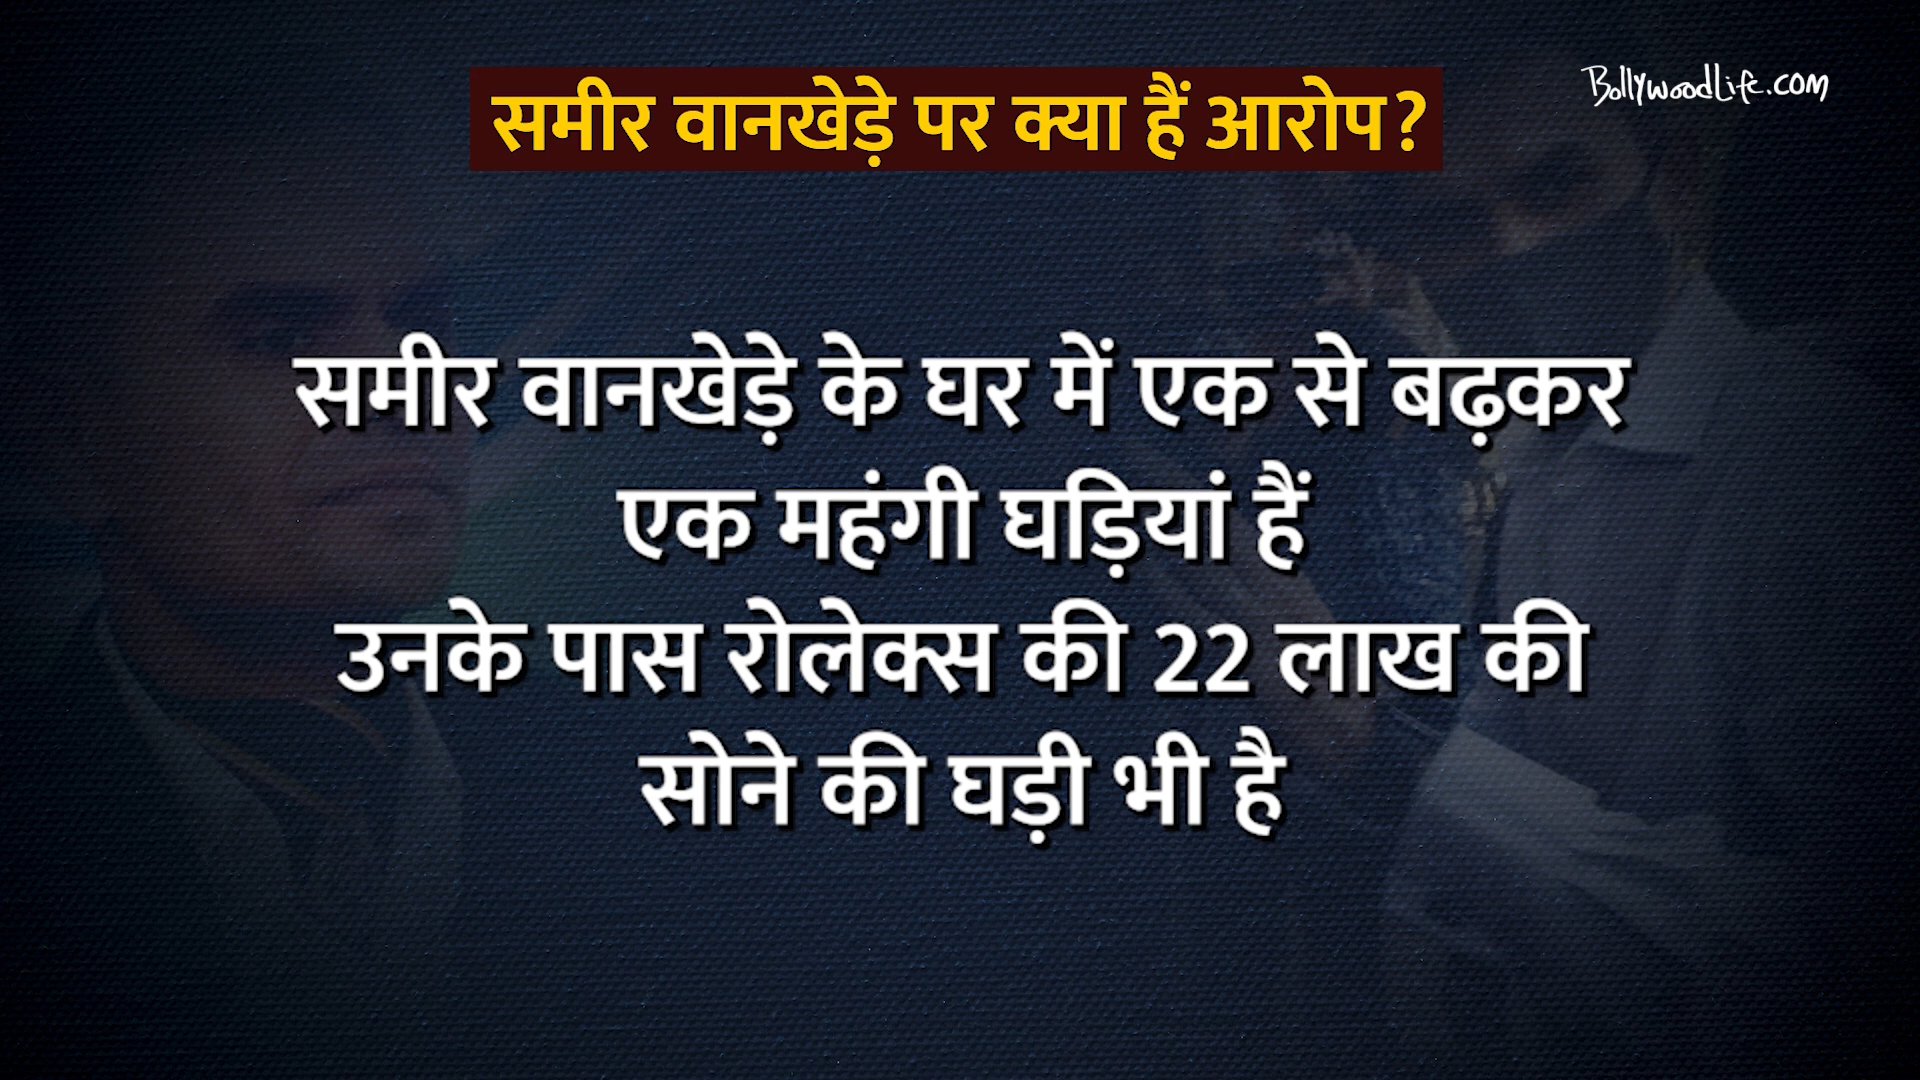 BollywoodLife.com
समीर वानखेड़े पर क्या हैं आरोप?
समीर वानखेड़े के घर में एक से बढ़कर
एक महंगी घड़ियां हैं
उनके पास रोलेक्स की 22 लाख की
सोने की घड़ी भी है